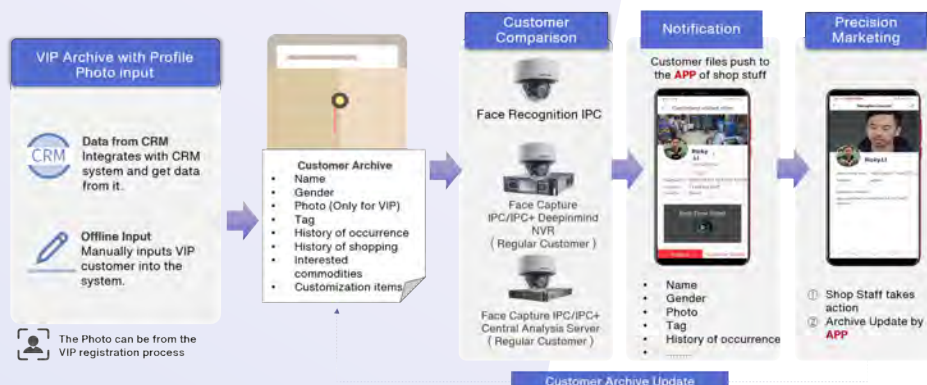 VIP Archive with Profile
Photo input
CRM
Data from CRM
Integrates with CRM
system and get data
from it.
Offline Input
Manually inputs VIP
customer into the
system.
The Photo can be from the
VIP registration process
Customer Archive
• Name
• Gender
• Photo (Only for VIP)
• Tag
• History of occurrence
• History of shopping
• Interested
commodities
• Customization items
Customer
Comparison
Face Recognition IPC
Face Capture
IPC/IPC+ Deepinmind
NVR
( Regular Customer )
Face Capture IPC/IPC+
Central Analysis Server
( Regular Customer )
Notification
Customer files push to
the APP of shop stuff
Ricky
Li
• Name
• Gender
• Photo
• Tag
• History of occurrence
• ........
Precision
Marketing
Ricky.Li
① Shop Staff takes
action
② Archive Update by
APP
Customer Archive Update